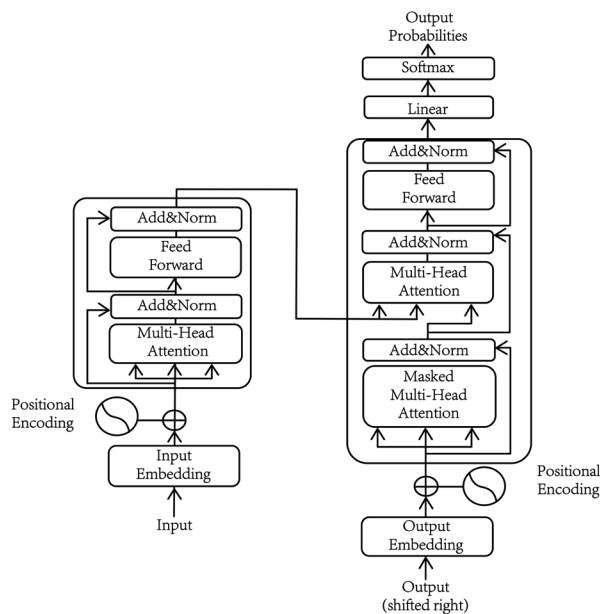 Output
Probabilities
Softmax
Linear
Add&Norm
Feed
Forward
Add&Norm
Multi-Head
Attention
Add&Norm
Masked
Multi-Head
Attention
Positional
Encoding
Output
Embedding
Output
(shifted right)
Add&Norm
Feed
Forward
Add&Norm
Multi-Head
Attention
Positional
Encoding
Input
Embedding
Input